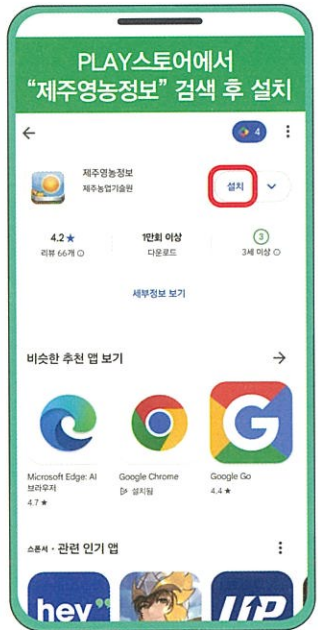 PLAY스토어에서
“제주영농정보” 검색 후 설치
4
제주영농정보
제주농업기술원
설치
4.2★
리뷰 66개
1만회 이상
다운로드
3
3세 이상
세부정보 보기
비슷한 추천 앱 보기
Microsoft Edge: AI
브라우저
4.7★
Google Chrome
설치됨
Google Go
4.4★
스폰서 · 관련 인기 앱
hey
UP